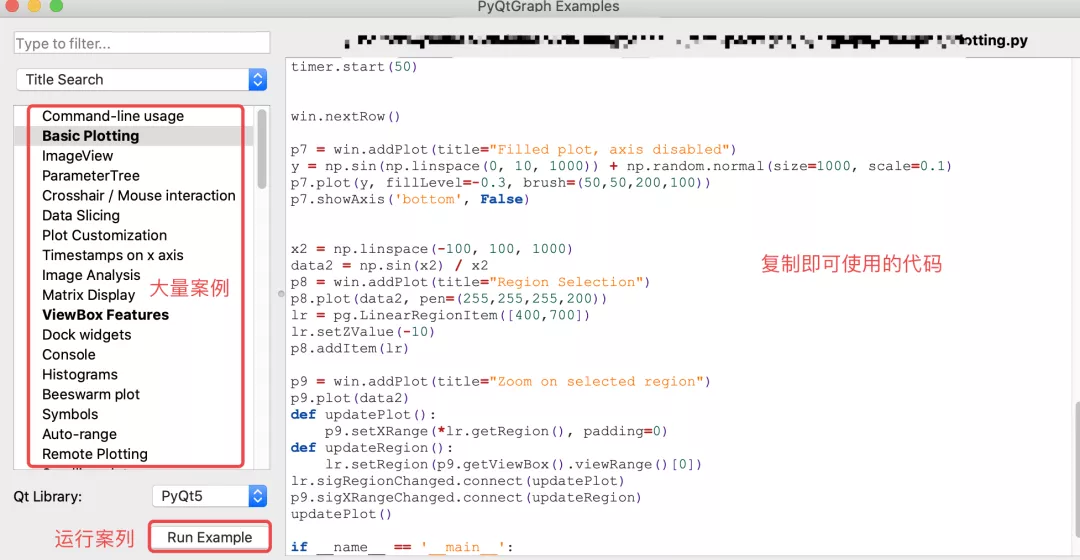 PyQtGraph Examples
Type to filter...
Title Search
Command-line usage
Basic Plotting
ImageView
ParameterTree
Crosshair / Mouse interaction
Data Slicing
Plot Customization
Timestamps on x axis
Image Analysis
Matrix Display
大量案例
ViewBox Features
Dock widgets
Console
Histograms
Beeswarm plot
Symbols
Auto-range
Remote Plotting
Qt Library:
PyQt5
运行案列
Run Example
lotting.py
timer.start(50)
win.nextRow()
p7 = win.addPlot(title="Filled plot, axis disabled")
y = np.sin(np.linspace(0, 10, 1000)) + np.random.normal(size=1000, scale=0.1)
p7.plot(y, fillLevel=-0.3, brush=(50,50,200,100))
p7.showAxis('bottom', False)
x2 = np.linspace(-100, 100, 1000)
data2 = np.sin(x2) / x2
p8 = win.addPlot(title="Region Selection")
p8.plot(data2, pen=(255,255,255,200))
lr = pg.LinearRegionItem([400,700])
lr.setZValue(-10)
p8.addItem(lr)
复制即可使用的代码
p9 = win.addPlot(title="Zoom on selected region")
p9.plot(data2)
def updatePlot():
    p9.setXRange(*lr.getRegion(), padding=0)
def updateRegion():
    lr.setRegion(p9.getViewBox().viewRange()[0])
lr.sigRegionChanged.connect(updatePlot)
p9.sigXRangeChanged.connect(updateRegion)
updatePlot()
if __name__ == '__main__':